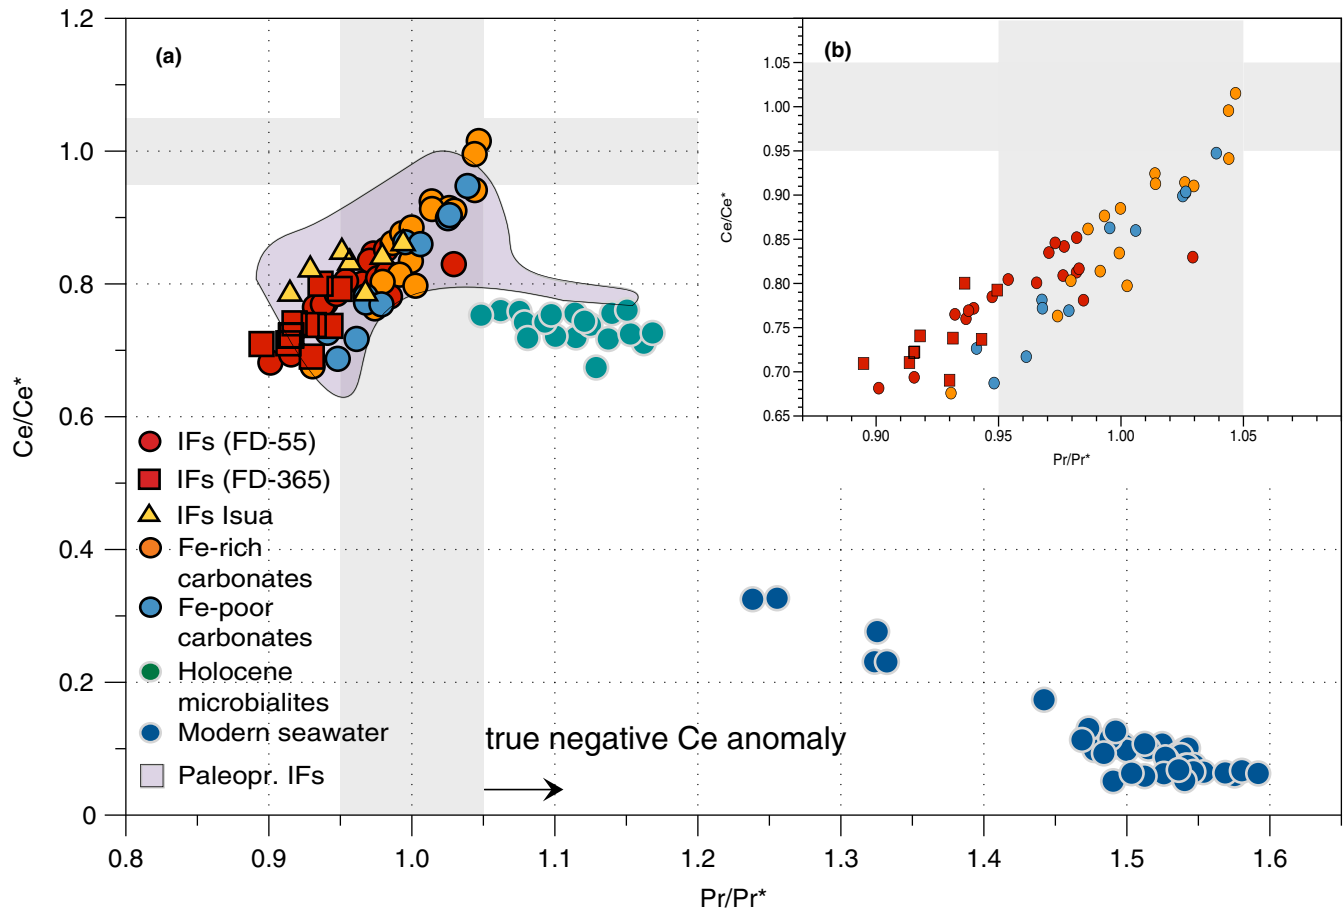 (a)
(b)
1.2
1.0
0.8
0.6
0.4
0.2
0
Ce/Ce*
0.8
0.9
1.0
1.1
1.2
1.3
1.4
1.5
1.6
Pr/Pr*
IFs (FD-55)
IFs (FD-365)
IFs Isua
Fe-rich
carbonates
Fe-poor
carbonates
Holocene
microbialites
Modern seawater
Paleopr. IFs
true negative Ce anomaly
1.05
1.00
0.95
0.90
0.85
0.80
0.75
0.70
0.65
Ce/Ce*
0.90
0.95
1.00
1.05
Pr/Pr*